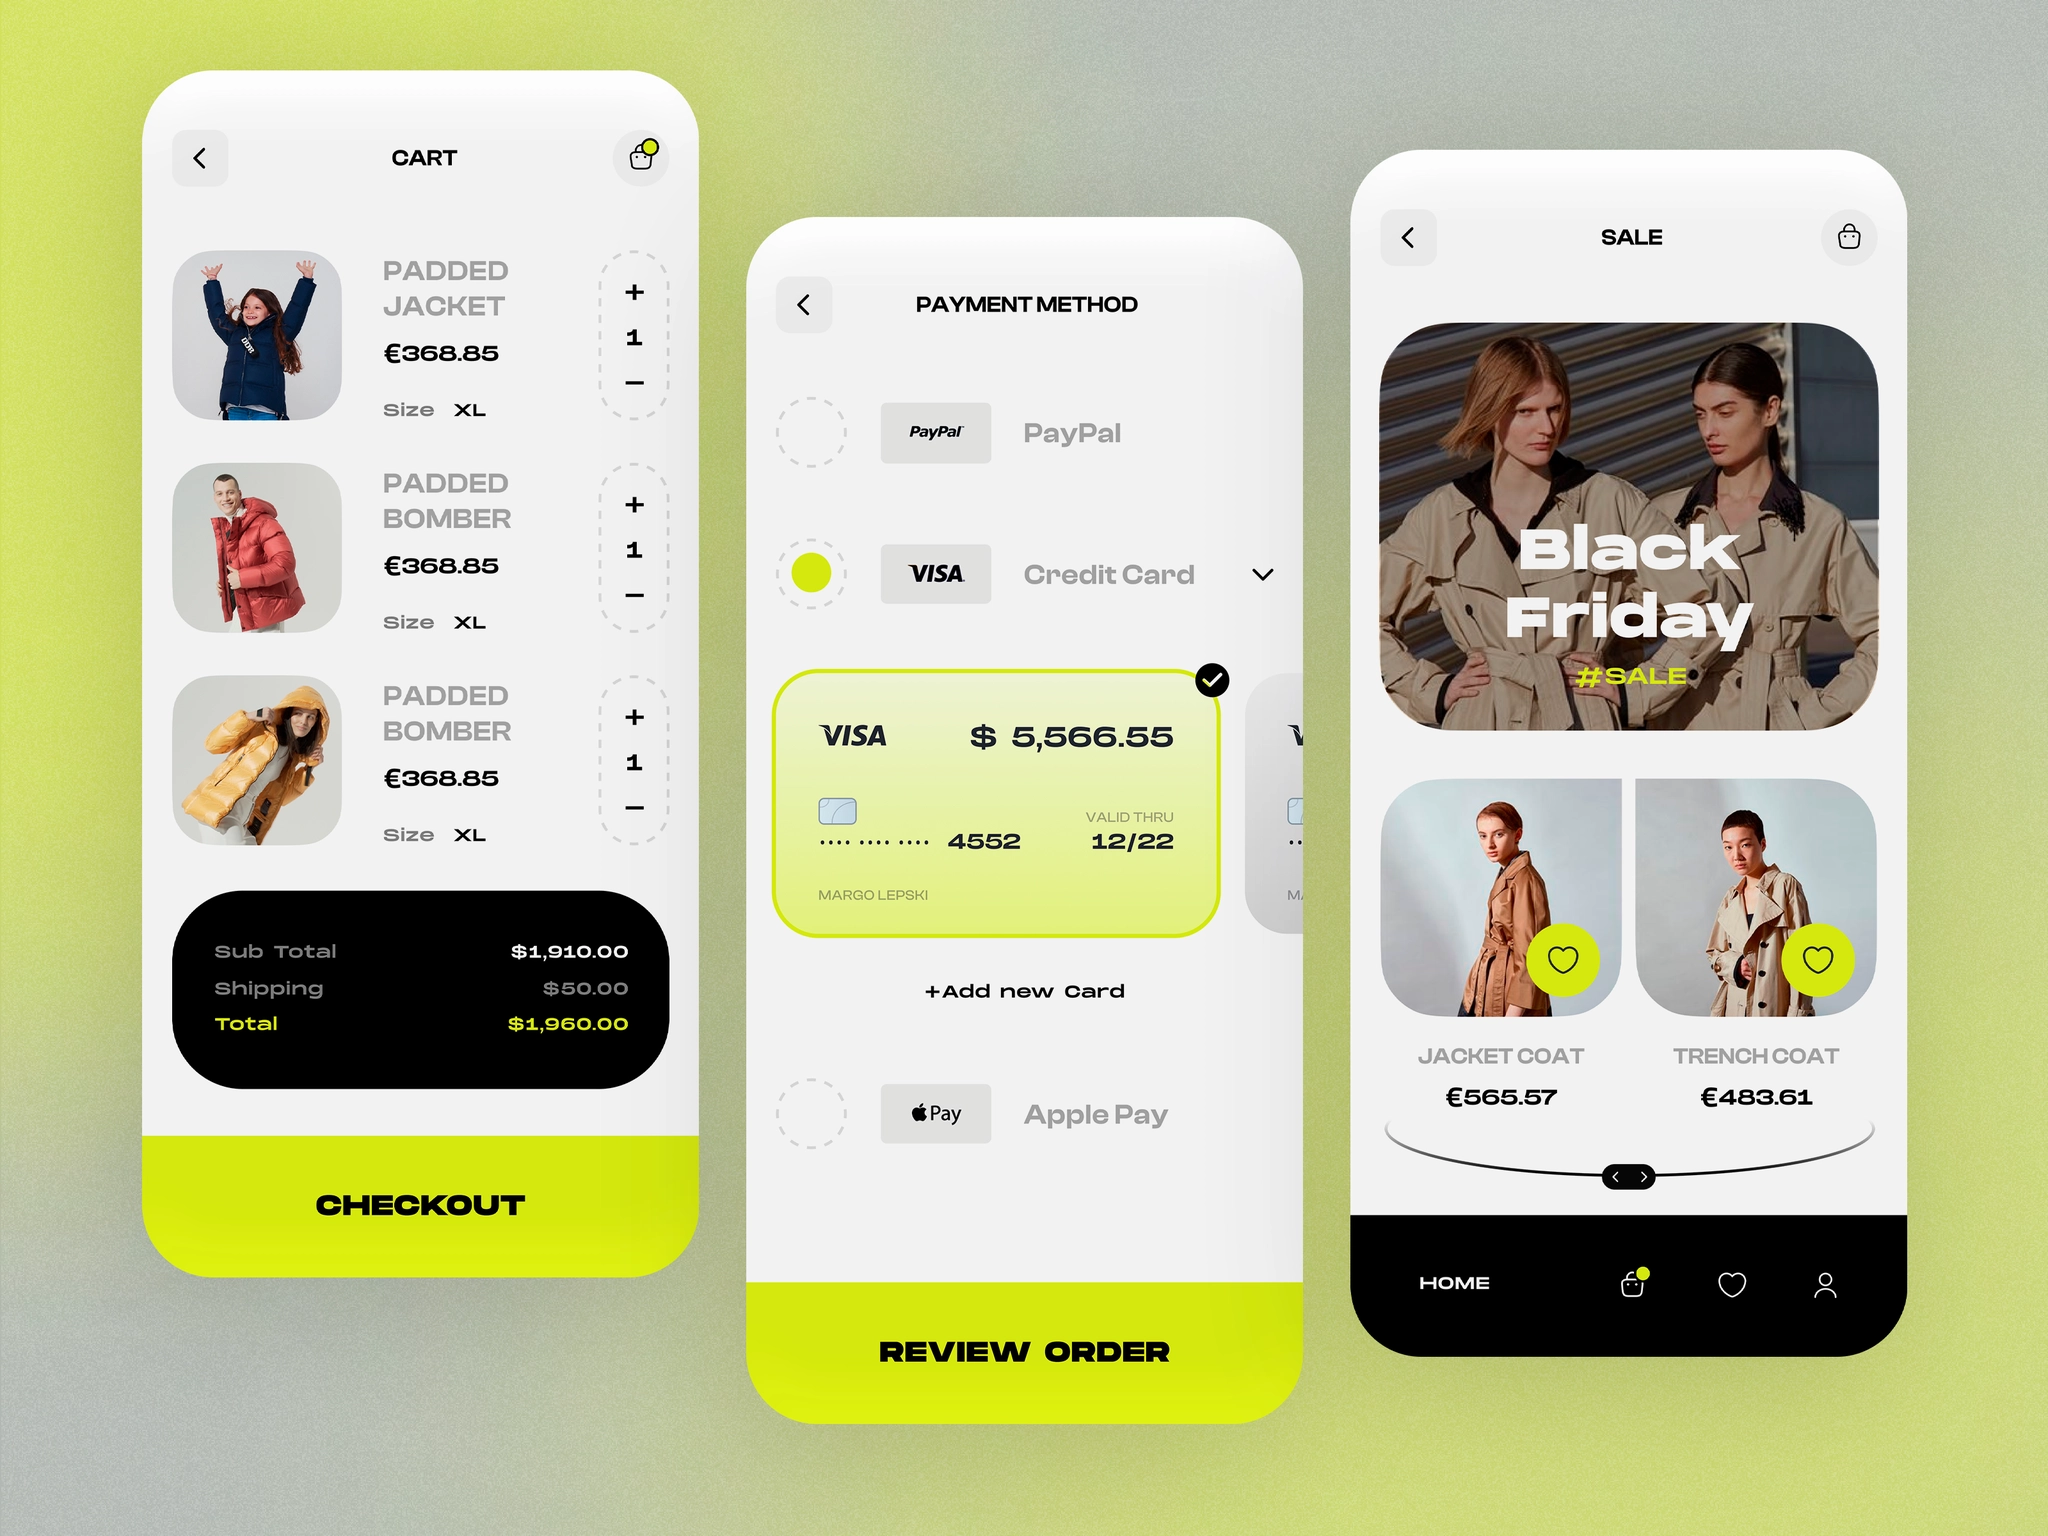 CART
PADDED
JACKET
€368.85
Size XL
+
1
−
PADDED
BOMBER
€368.85
Size XL
+
1
−
PADDED
BOMBER
€368.85
Size XL
+
1
−
Sub Total $1,910.00
Shipping $50.00
Total $1,960.00
CHECKOUT
PAYMENT METHOD
PayPal PayPal
VISA Credit Card
VISA $ 5,566.55
VALID THRU
•••• •••• •••• 4552 12/22
MARGO LEPSKI
+Add new Card
Pay Apple Pay
REVIEW ORDER
SALE
Black
Friday
#SALE
JACKET COAT
€565.57
TRENCH COAT
€483.61
HOME